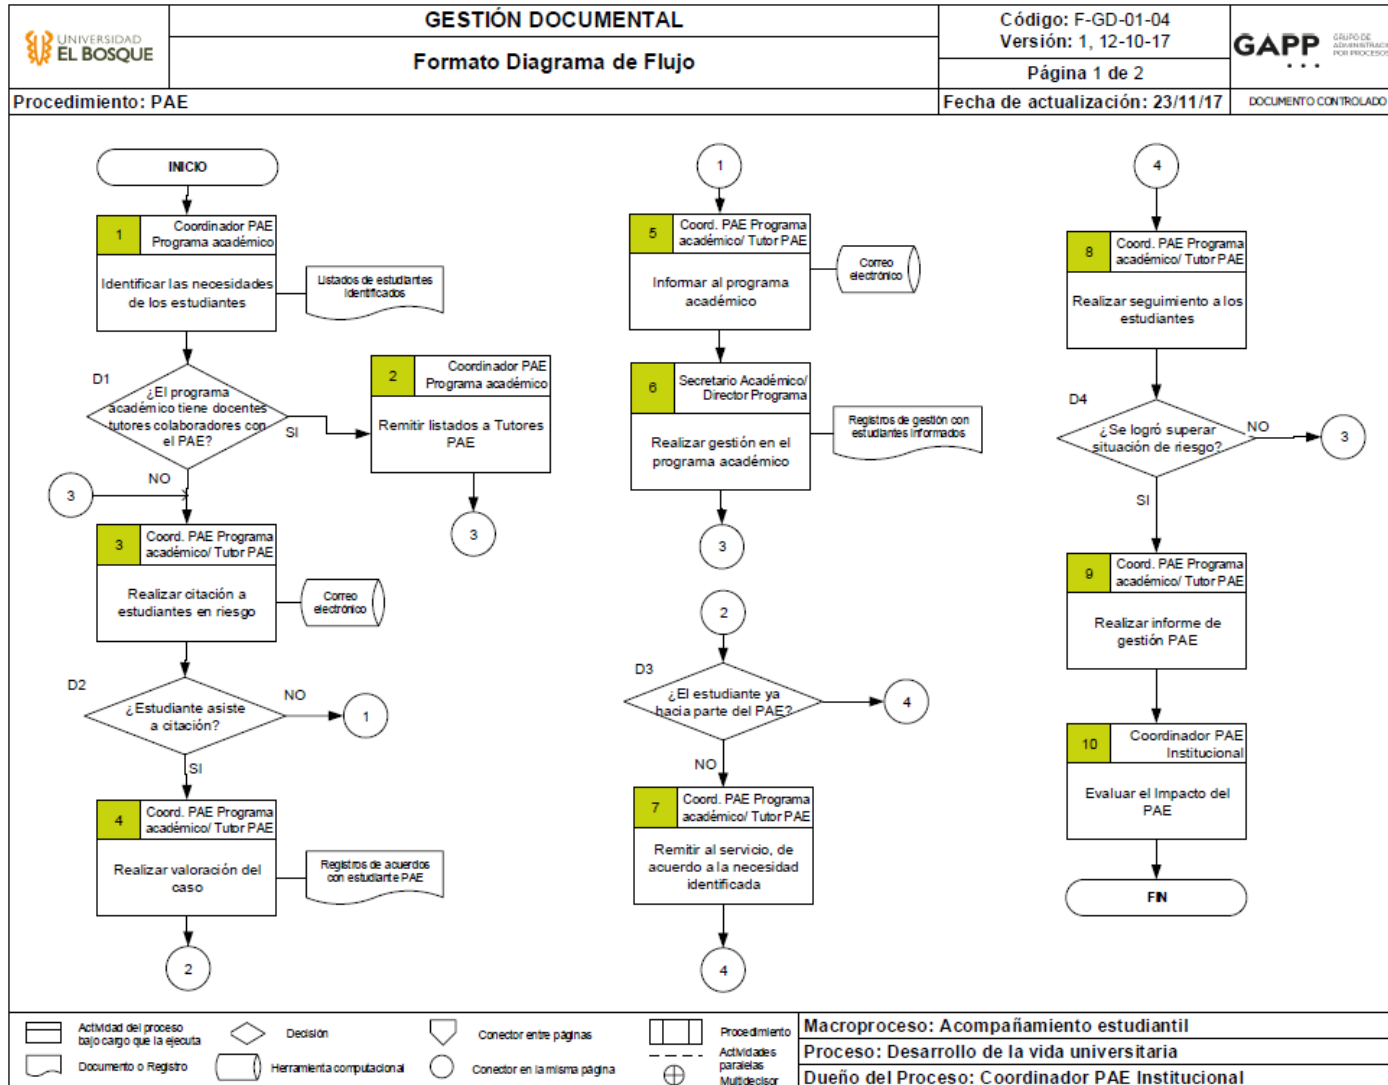 UNIVERSIDAD
EL BOSQUE
GESTIÓN DOCUMENTAL
Formato Diagrama de Flujo
Código: F-GD-01-04
Versión: 1, 12-10-17
Página 1 de 2
GAPP
GRUPO DE
ADMINISTRAC
POR PROCESOS
Procedimiento: PAE
Fecha de actualización: 23/11/17
DOCUMENTO CONTROLADO
INICIO
1
Coordinador PAE
Programa académico
Identificar las necesidades
de los estudiantes
Listados de estudiantes
Identificados
D1
¿El programa
académico tiene docentes
tutores colaboradores con
el PAE?
SI
NO
2
Coordinador PAE
Programa académico
Remitir listados a Tutores
PAE
3
3
3
Coord. PAE Programa
académico/ Tutor PAE
Realizar citación a
estudiantes en riesgo
Correo
electrónico
D2
¿Estudiante asiste
a citación?
NO
1
SI
4
Coord. PAE Programa
académico/ Tutor PAE
Realizar valoración del
caso
Registros de acuerdos
con estudiante PAE
2
1
5
Coord. PAE Programa
académico/ Tutor PAE
Informar al programa
académico
Correo
electrónico
6
Secretario Académico/
Director Programa
Realizar gestión en el
programa académico
Registros de gestión con
estudiantes Informados
3
2
D3
¿El estudiante ya
hacia parte del PAE?
4
NO
7
Coord. PAE Programa
académico/ Tutor PAE
Remitir al servicio, de
acuerdo a la necesidad
identificada
4
4
8
Coord. PAE Programa
académico/ Tutor PAE
Realizar seguimiento a los
estudiantes
D4
¿Se logró superar
situación de riesgo?
NO
3
SI
9
Coord. PAE Programa
académico/ Tutor PAE
Realizar informe de
gestión PAE
10
Coordinador PAE
Institucional
Evaluar el Impacto del
PAE
FIN
Actividad del proceso
bajo cargo que la ejecuta
Decisión
Conector entre páginas
Procedimiento
Documento o Registro
Herramienta computacional
Conector en la misma página
Actividades
paralelas
Multidecisor
Macroproceso: Acompañamiento estudiantil
Proceso: Desarrollo de la vida universitaria
Dueño del Proceso: Coordinador PAE Institucional